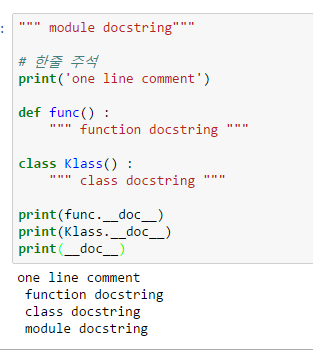 :
""" module docstring"""
# 한줄 주석
print('one line comment')
def func() :
    """ function docstring """
class Klass() :
    """ class docstring """
print(func.__doc__)
print(Klass.__doc__)
print(__doc__)
one line comment
 function docstring
 class docstring
 module docstring